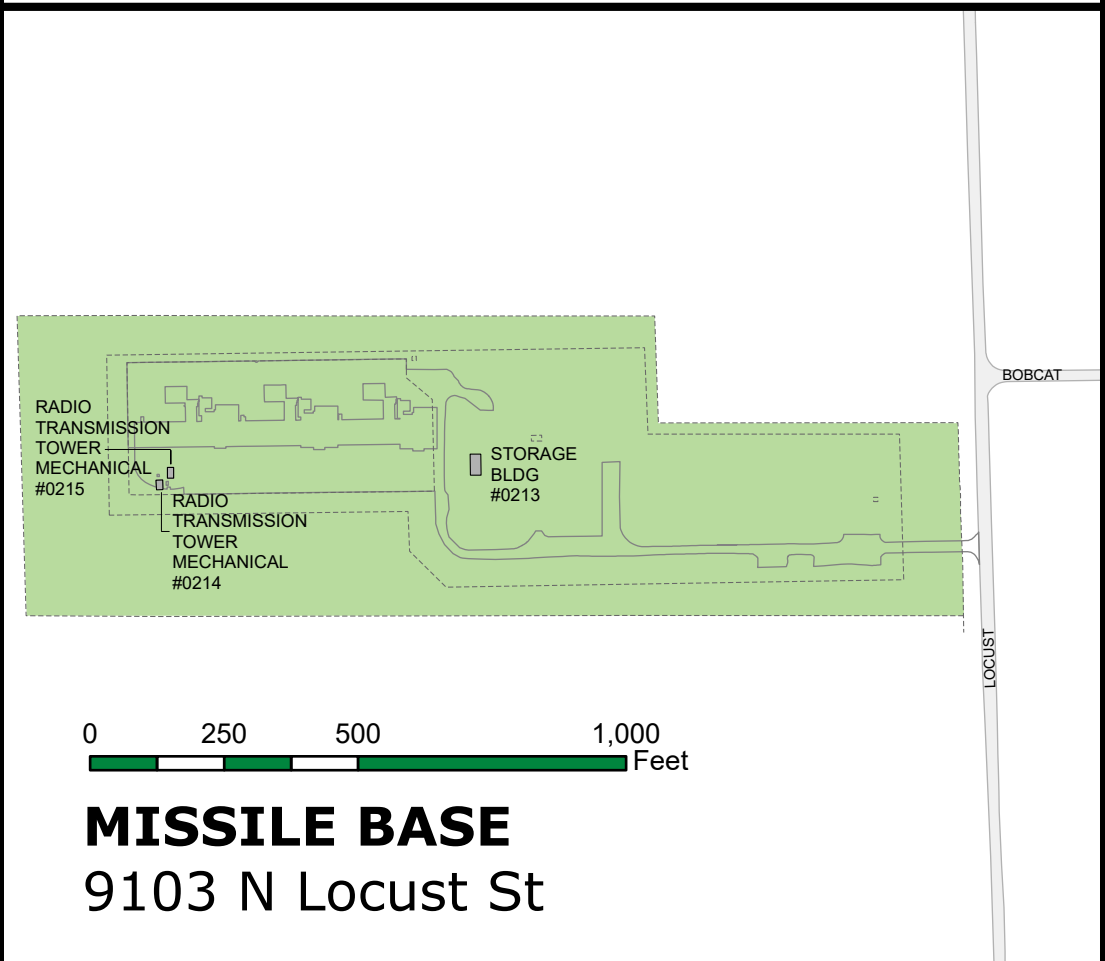 BOBCAT
RADIO
TRANSMISSION
TOWER
MECHANICAL
#0215
STORAGE
BLDG
#0213
RADIO
TRANSMISSION
TOWER
MECHANICAL
#0214
LOCUST
0 250 500 1,000
Feet
MISSILE BASE
9103 N Locust St